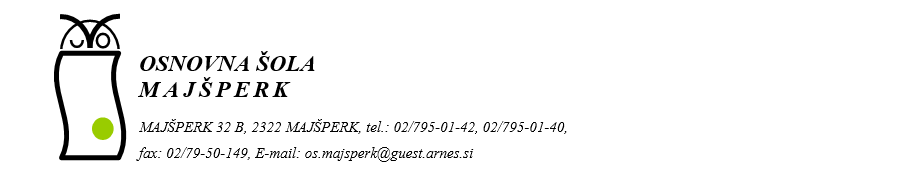 OSNOVNA ŠOLA
MAJŠPERK
MAJŠPERK 32 B, 2322 MAJŠPERK, tel.: 02/795-01-42, 02/795-01-40,
fax: 02/79-50-149, E-mail: os.majsperk@guest.arnes.si